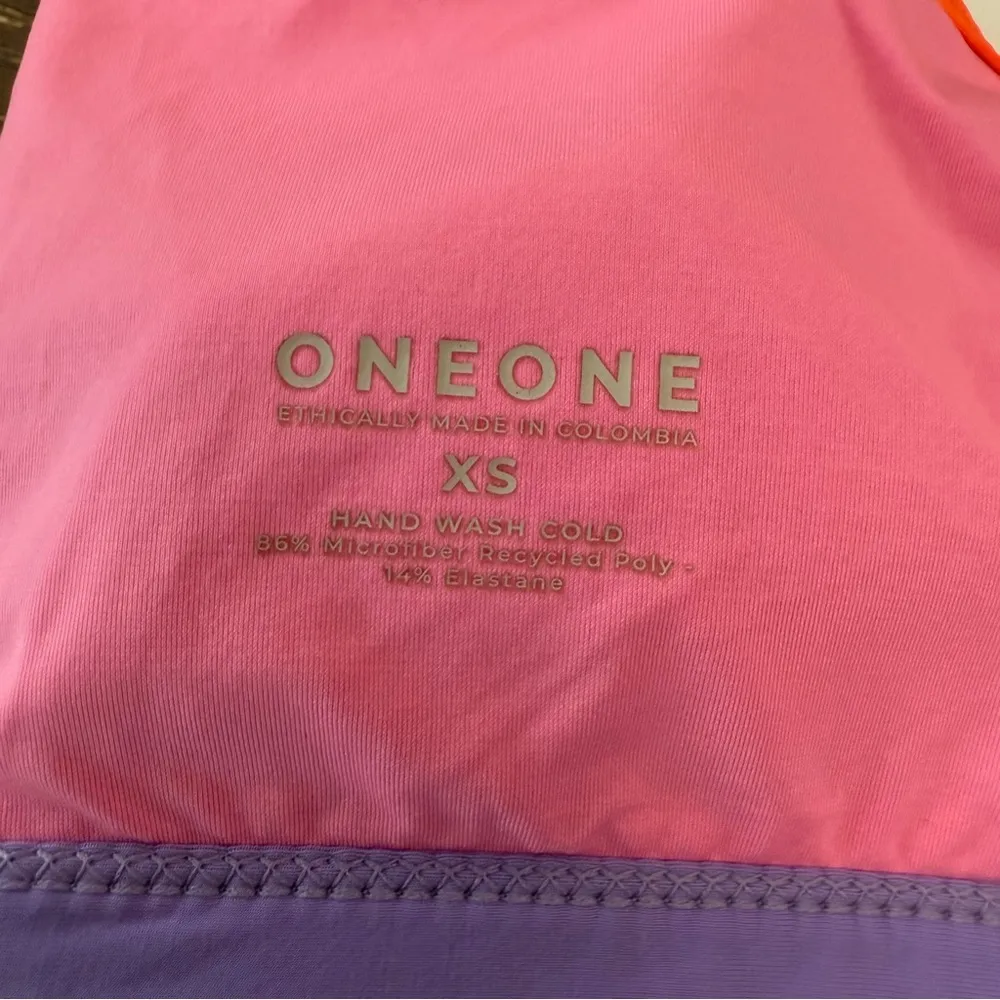 ONEONE
ETHICALLY MADE IN COLOMBIA
XS
HAND WASH COLD
86% Microfiber Recycled Poly -
14% Elastane